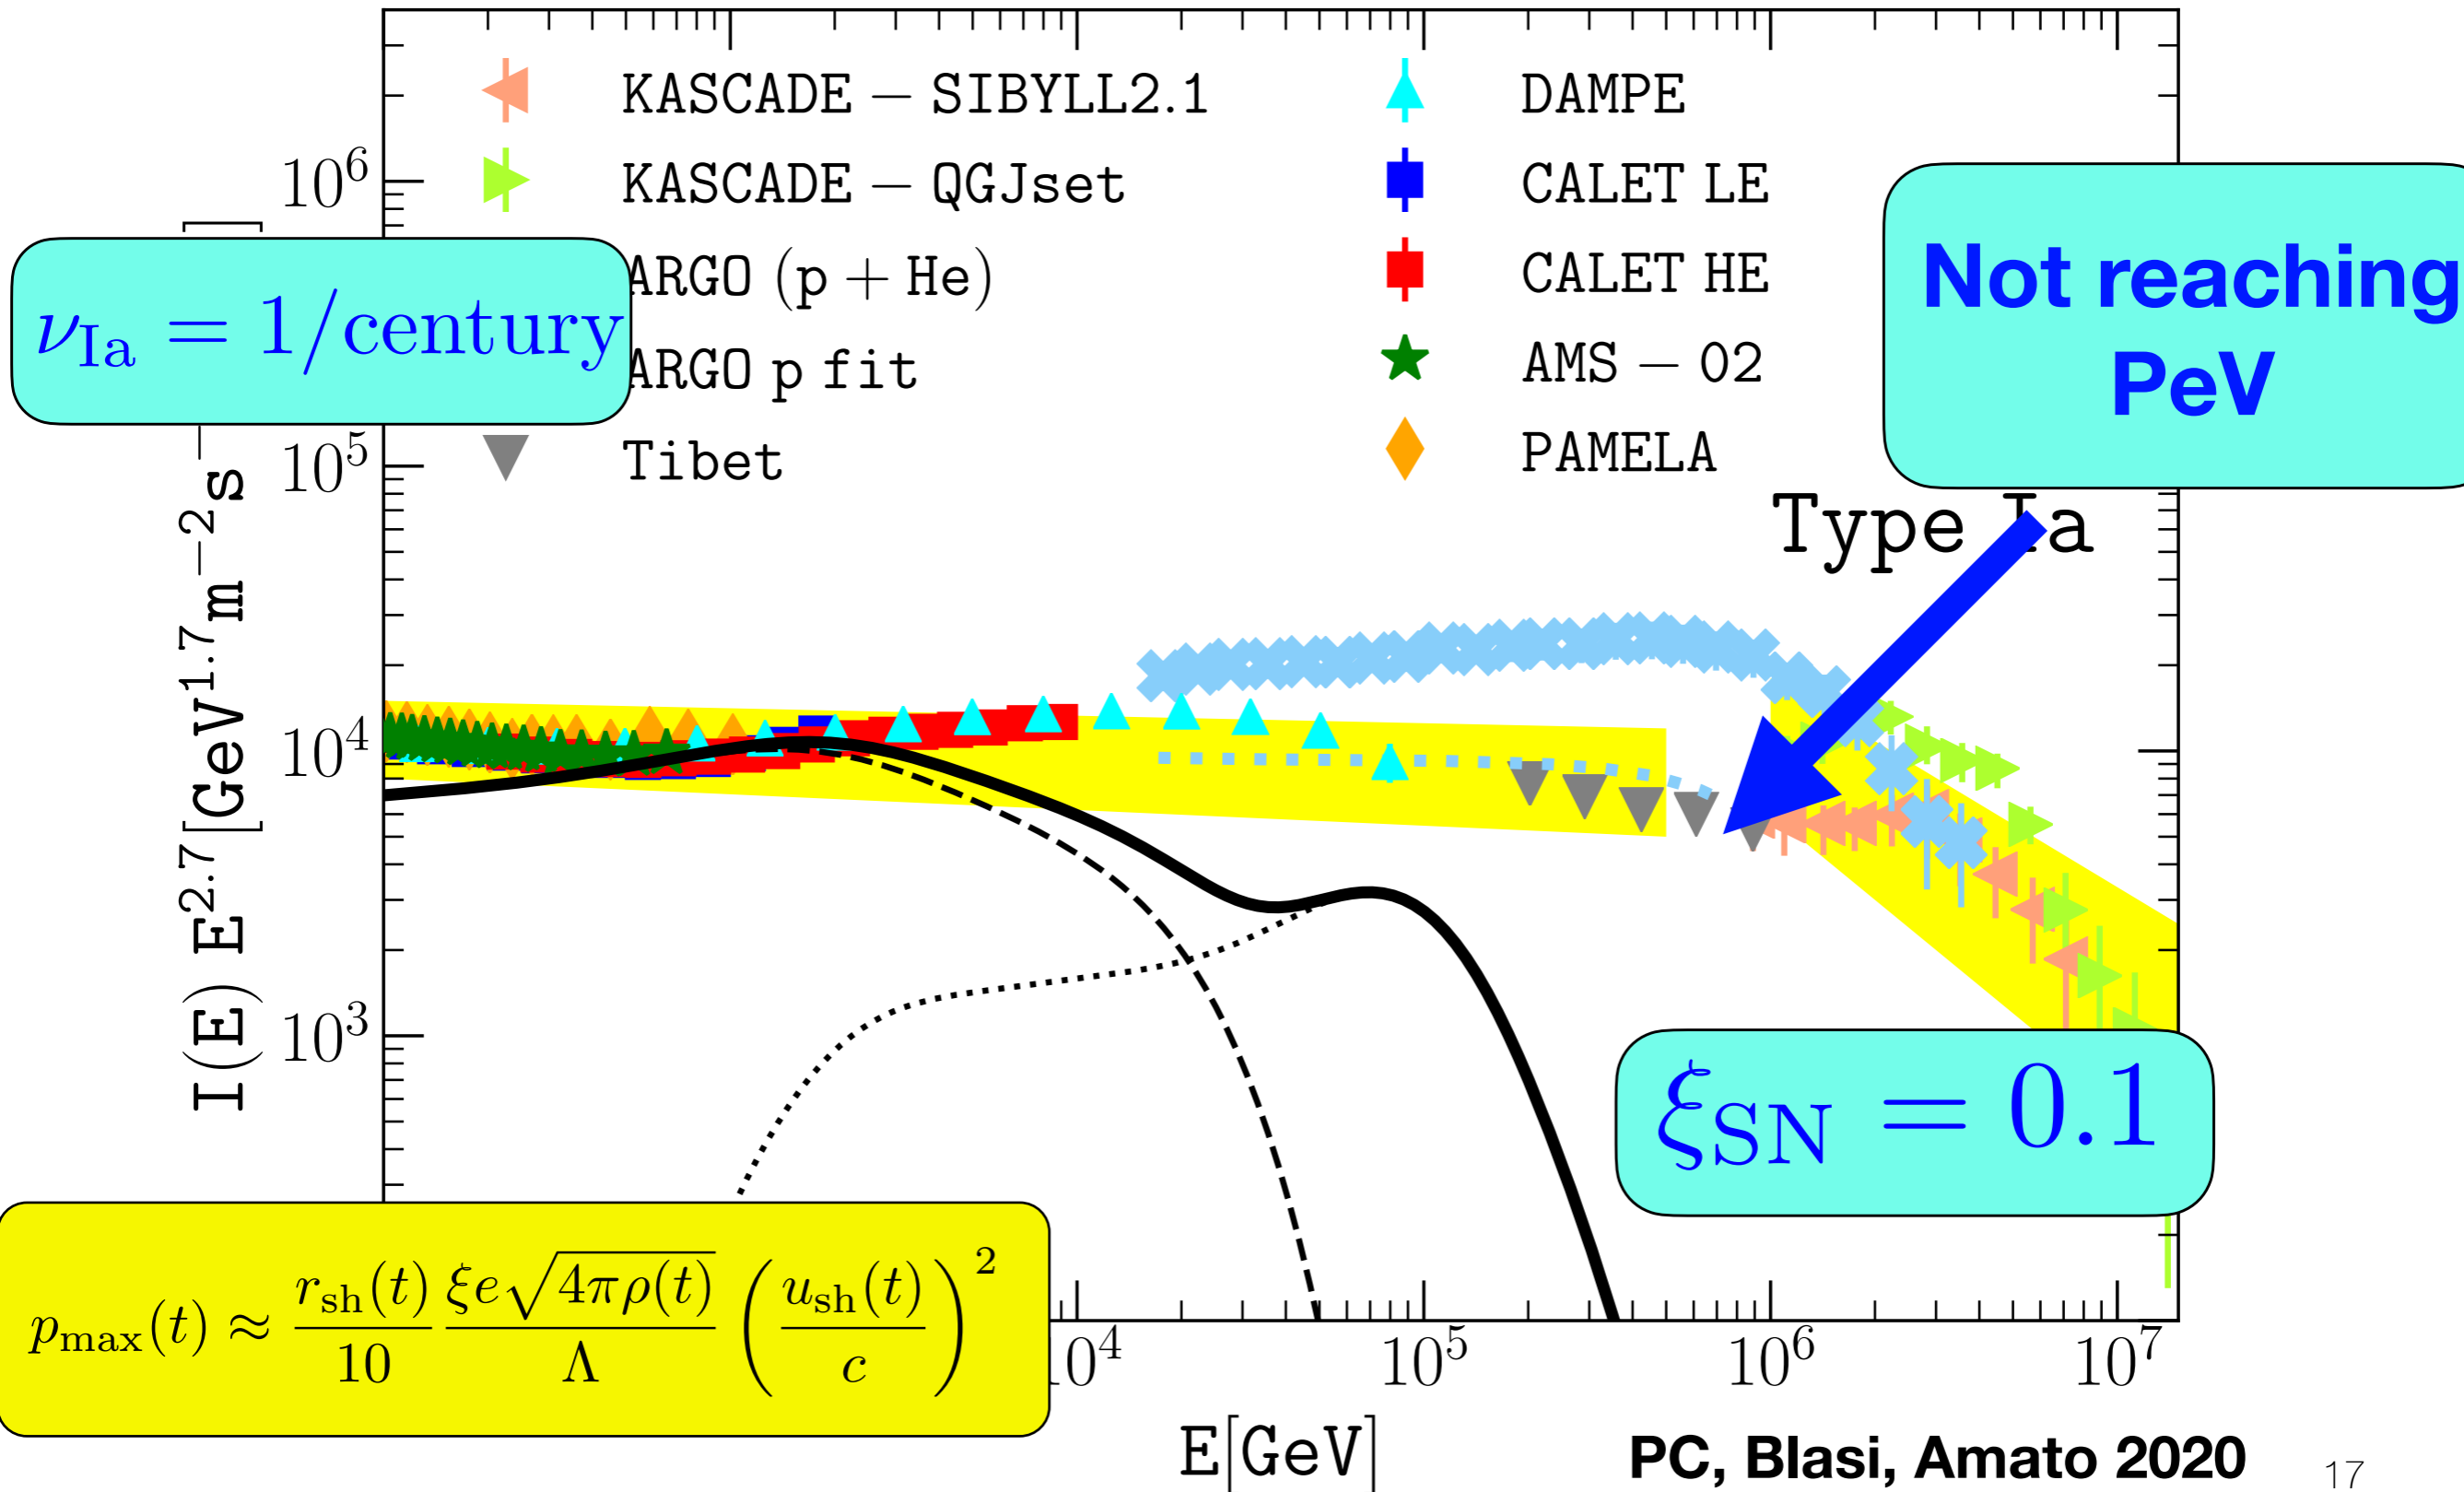 KASCADE − SIBYLL2.1
KASCADE − QGJset
ARGO (p + He)
ARGO p fit
Tibet
DAMPE
CALET LE
CALET HE
AMS − 02
PAMELA
Not reaching
PeV
ν_Ia = 1/century
Type Ia
10^6
10^5
10^4
10^3
I(E) E^2.7 [GeV^1.7 m^−2 s^−
ξ_SN = 0.1
p_max(t) ≈ r_sh(t)/10 ξe√(4πρ(t))/Λ (u_sh(t)/c)^2
10^4
10^5
10^6
10^7
E[GeV]
PC, Blasi, Amato 2020
17